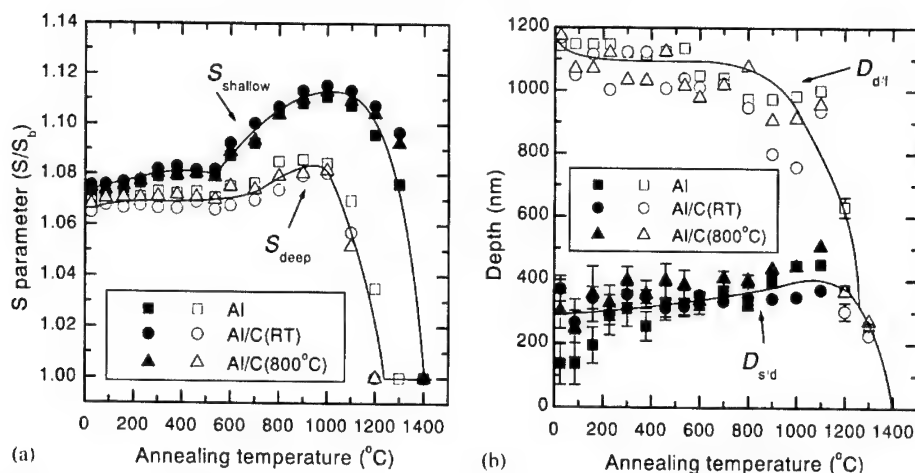 1.14
1.12
1.10
1.08
1.06
1.04
1.02
1.00
S parameter (S/S_b)
S_shallow
S_deep
Al
Al/C(RT)
Al/C(800°C)
0 200 400 600 800 1000 1200 1400
(a)
Annealing temperature (°C)
1200
1000
800
600
400
200
0
Depth (nm)
D_d/f
Al
Al/C(RT)
Al/C(800°C)
D_s/d
0 200 400 600 800 1000 1200 1400
(b)
Annealing temperature (°C)